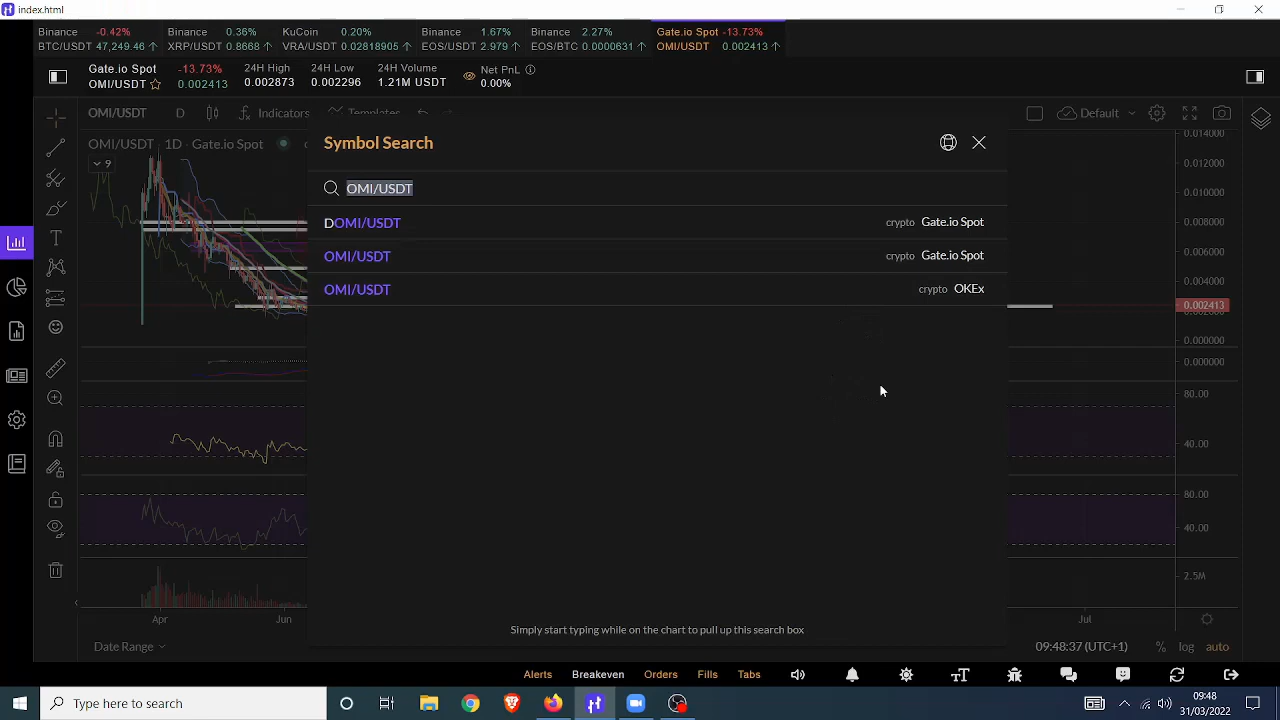 index.html
Binance -0.42%
BTC/USDT 47,249.46
Binance 0.36%
XRP/USDT 0.8668
KuCoin 0.20%
VRA/USDT 0.02818905
Binance 1.67%
EOS/USDT 2.979
Binance 2.27%
EOS/BTC 0.0000631
Gate.io Spot -13.73%
OMI/USDT 0.002413
Gate.io Spot -13.73%
OMI/USDT 0.002413
24H High
0.002873
24H Low
0.002296
24H Volume
1.21M USDT
Net PnL
0.00%
OMI/USDT D Indicators Templates Default
OMI/USDT · 1D · Gate.io Spot
9
Symbol Search
OMI/USDT
DOMI/USDT crypto Gate.io Spot
OMI/USDT crypto Gate.io Spot
OMI/USDT crypto OKEx
Simply start typing while on the chart to pull up this search box
0.014000
0.012000
0.010000
0.008000
0.006000
0.004000
0.002413
0.000000
0.000000
80.00
40.00
80.00
40.00
2.5M
Apr Jun Jul
Date Range 09:48:37 (UTC+1) % log auto
Alerts Breakeven Orders Fills Tabs
Type here to search
09:48
31/03/2022